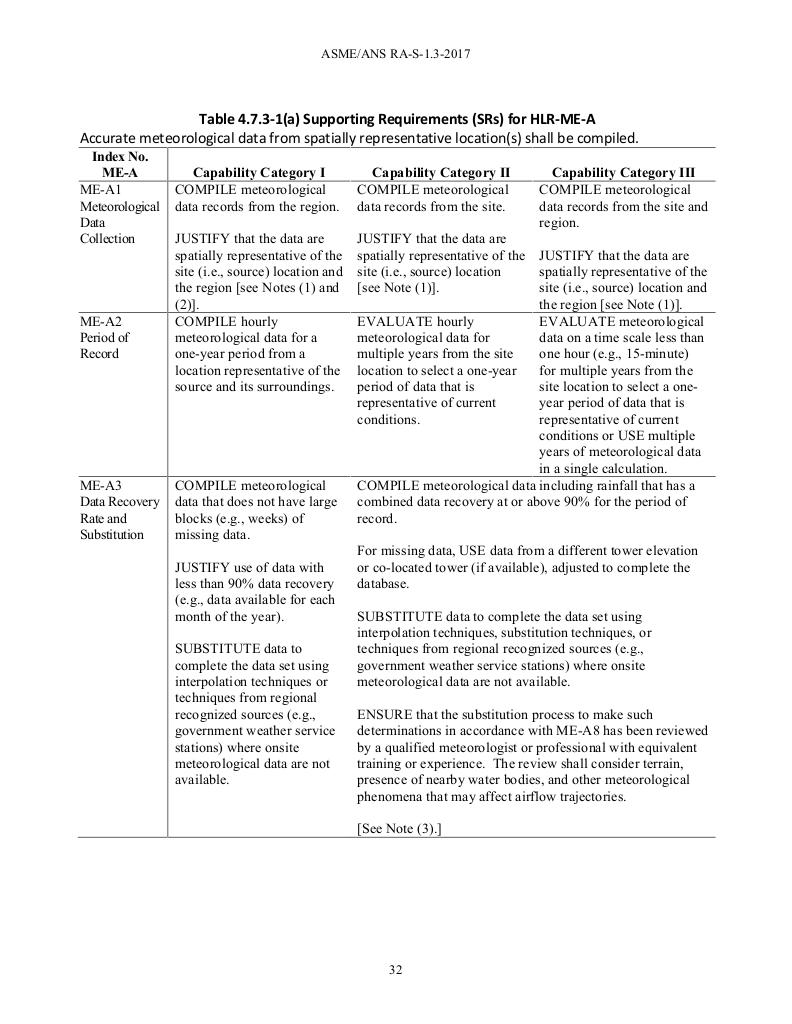 ASME/ANS RA-S-1.3-2017
Table 4.7.3-1(a) Supporting Requirements (SRs) for HLR-ME-A
Accurate meteorological data from spatially representative location(s) shall be compiled.
Index No.
ME-A
Capability Category I
Capability Category II
Capability Category III
ME-A1
Meteorological
Data
Collection
COMPILE meteorological
data records from the region.
JUSTIFY that the data are
spatially representative of the
site (i.e., source) location and
the region [see Notes (1) and
(2)].
COMPILE meteorological
data records from the site.
JUSTIFY that the data are
spatially representative of the
site (i.e., source) location
[see Note (1)].
COMPILE meteorological
data records from the site and
region.
JUSTIFY that the data are
spatially representative of the
site (i.e., source) location and
the region [see Note (1)].
ME-A2
Period of
Record
COMPILE hourly
meteorological data for a
one-year period from a
location representative of the
source and its surroundings.
EVALUATE hourly
meteorological data for
multiple years from the site
location to select a one-year
period of data that is
representative of current
conditions.
EVALUATE meteorological
data on a time scale less than
one hour (e.g., 15-minute)
for multiple years from the
site location to select a one-
year period of data that is
representative of current
conditions or USE multiple
years of meteorological data
in a single calculation.
ME-A3
Data Recovery
Rate and
Substitution
COMPILE meteorological
data that does not have large
blocks (e.g., weeks) of
missing data.
JUSTIFY use of data with
less than 90% data recovery
(e.g., data available for each
month of the year).
SUBSTITUTE data to
complete the data set using
interpolation techniques or
techniques from regional
recognized sources (e.g.,
government weather service
stations) where onsite
meteorological data are not
available.
COMPILE meteorological data including rainfall that has a
combined data recovery at or above 90% for the period of
record.
For missing data, USE data from a different tower elevation
or co-located tower (if available), adjusted to complete the
database.
SUBSTITUTE data to complete the data set using
interpolation techniques, substitution techniques, or
techniques from regional recognized sources (e.g.,
government weather service stations) where onsite
meteorological data are not available.
ENSURE that the substitution process to make such
determinations in accordance with ME-A8 has been reviewed
by a qualified meteorologist or professional with equivalent
training or experience. The review shall consider terrain,
presence of nearby water bodies, and other meteorological
phenomena that may affect airflow trajectories.
[See Note (3).]
32